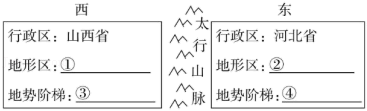 西
东
太行山脉
行政区：山西省
地形区：①
地势阶梯：③
行政区：河北省
地形区：②
地势阶梯：④